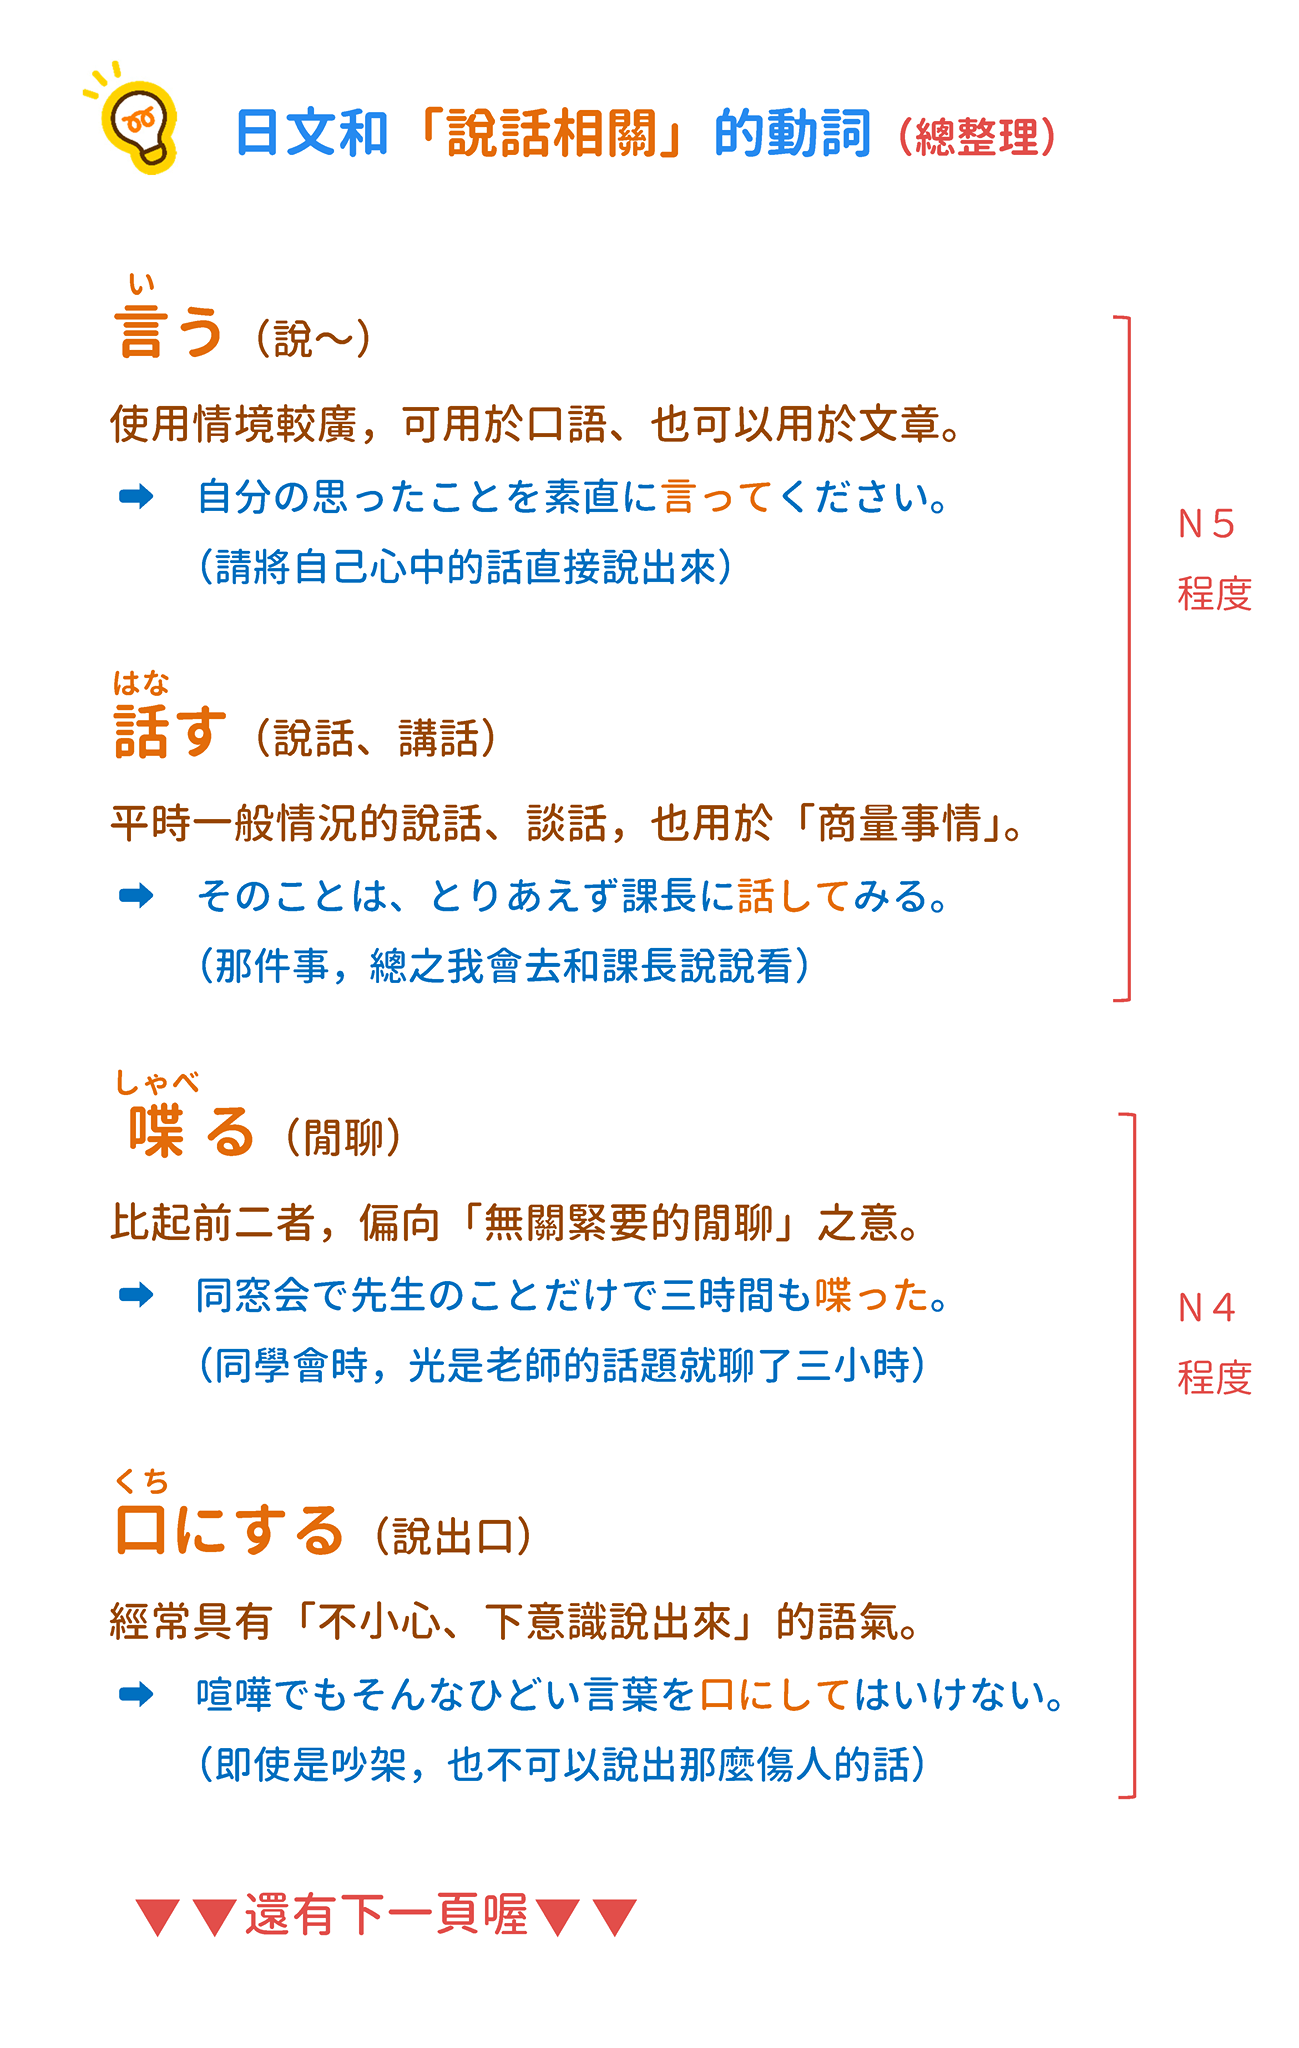 日文和「說話相關」的動詞（總整理）
い
言う（說～）
使用情境較廣，可用於口語、也可以用於文章。
➡ 自分の思ったことを素直に言ってください。
（請將自己心中的話直接說出來）
N5
程度
はな
話す（說話、講話）
平時一般情況的說話、談話，也用於「商量事情」。
➡ そのことは、とりあえず課長に話してみる。
（那件事，總之我會去和課長說說看）
しゃべ
喋る（閒聊）
比起前二者，偏向「無關緊要的閒聊」之意。
➡ 同窓会で先生のことだけで三時間も喋った。
（同學會時，光是老師的話題就聊了三小時）
N4
程度
くち
口にする（說出口）
經常具有「不小心、下意識說出來」的語氣。
➡ 喧嘩でもそんなひどい言葉を口にしてはいけない。
（即使是吵架，也不可以說出那麼傷人的話）
▼▼還有下一頁喔▼▼